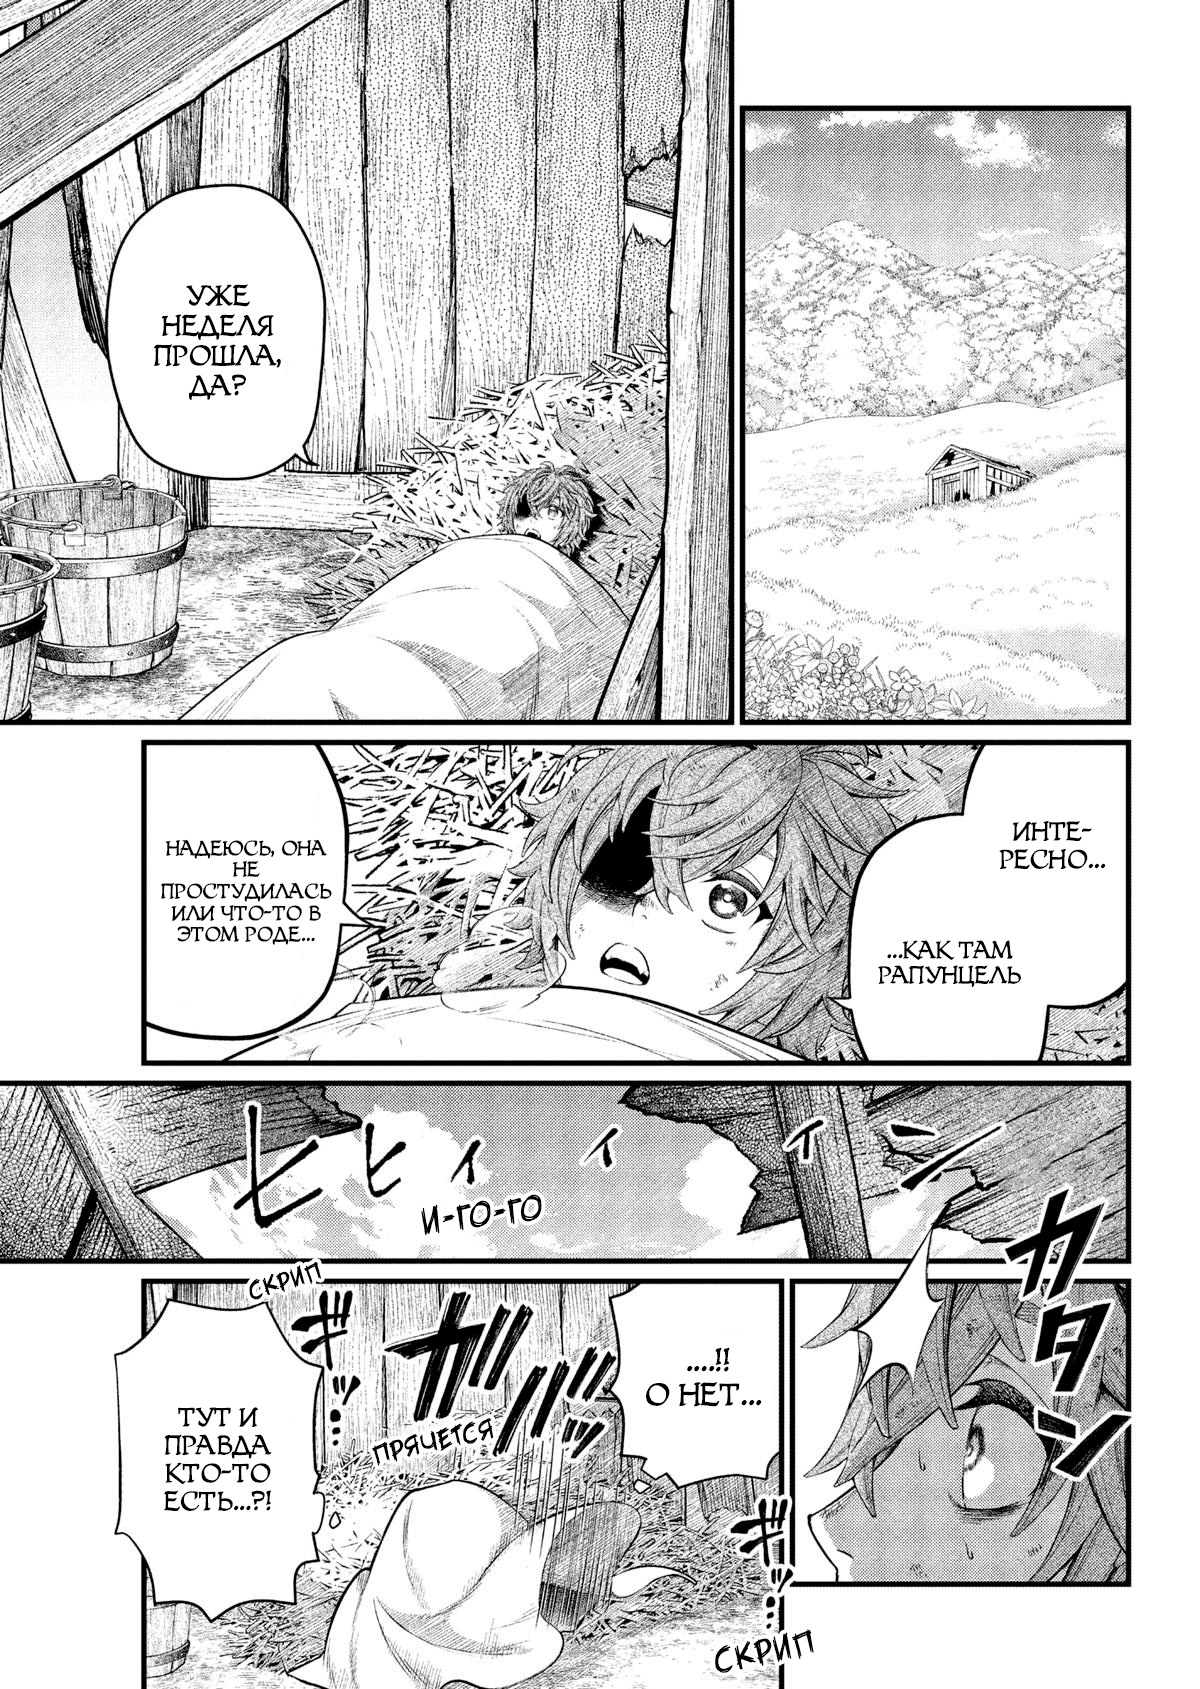 УЖЕ
НЕДЕЛЯ
ПРОШЛА,
ДА?
ИНТЕ-
РЕСНО...
...КАК ТАМ
РАПУНЦЕЛЬ
НАДЕЮСЬ, ОНА
НЕ
ПРОСТУДИЛАСЬ
ИЛИ ЧТО-ТО В
ЭТОМ РОДЕ...
ヒヒィィィン
И-ГО-ГО
ガタン
.....!!
О НЕТ...
ガバッ
ПРЯЧЕТСЯ
СКРИП
ギッ…
ТУТ И
ПРАВДА
КТО-ТО
ЕСТЬ...?!
ギッ…
СКРИП